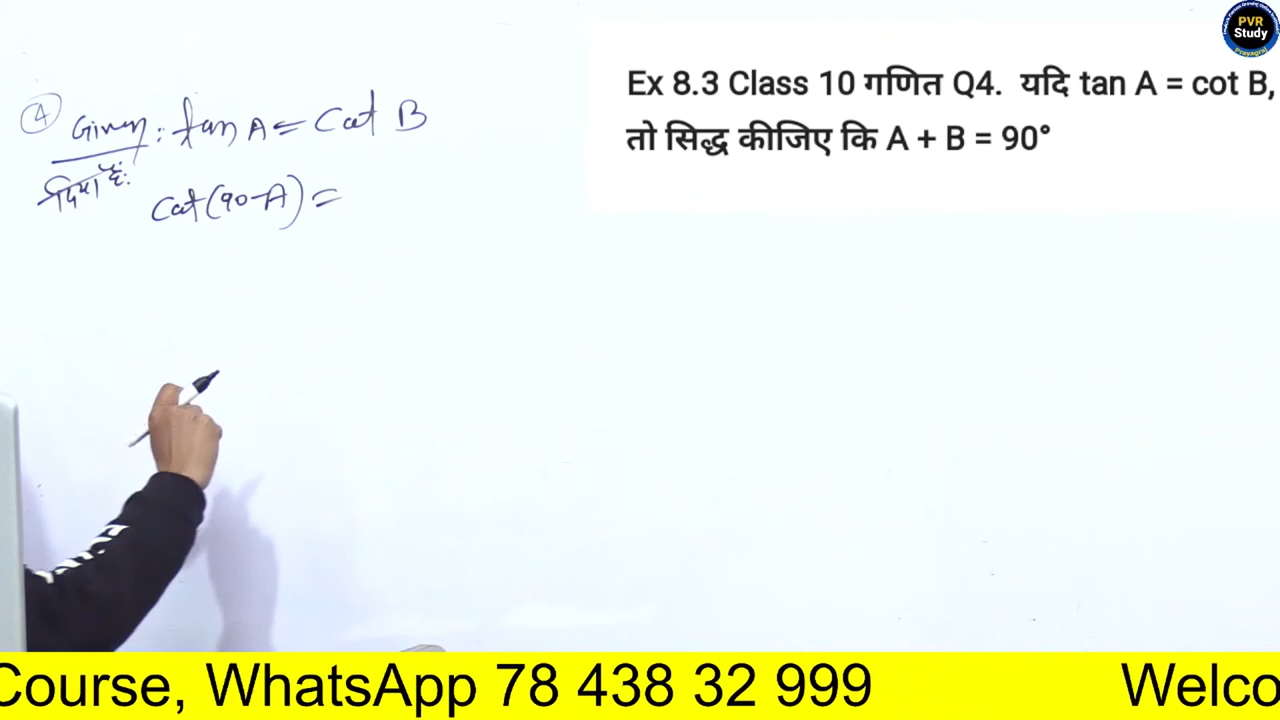 PVR
Study
Prayagraj
Ex 8.3 Class 10 गणित Q4. यदि tan A = cot B,
तो सिद्ध कीजिए कि A + B = 90°
④ Given: tan A = Cot B
दिया है:
Cot (90-A) =
Course, WhatsApp 78 438 32 999 Welco